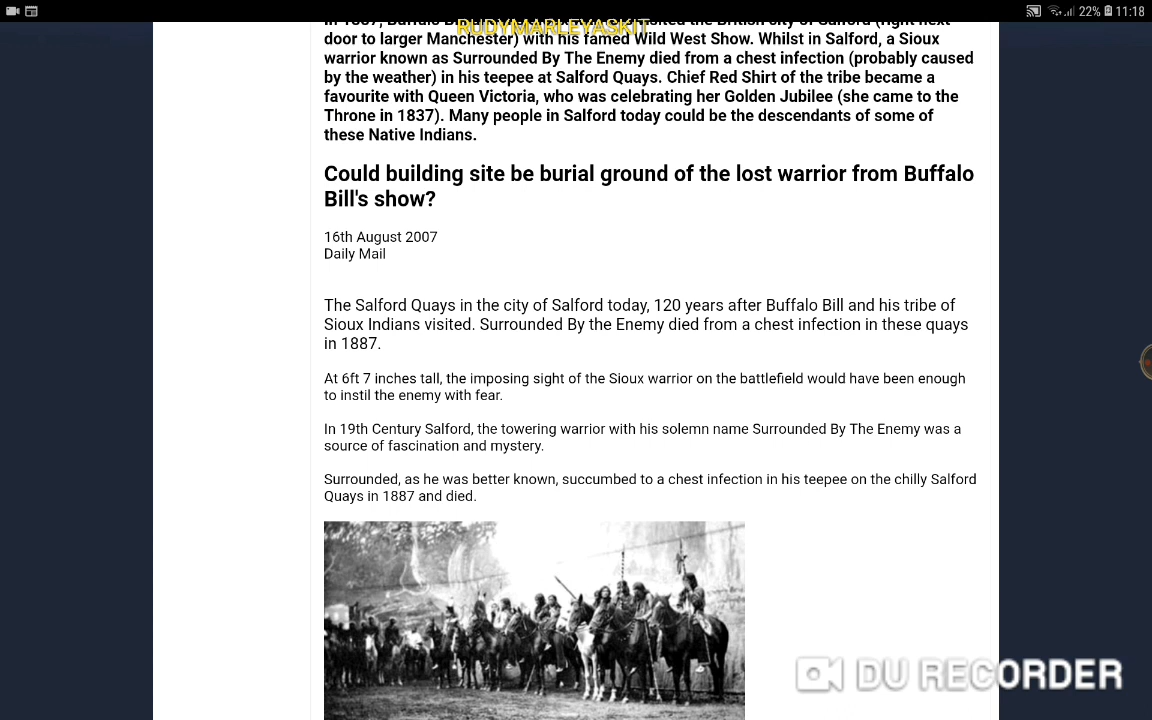 22% 11:18
RUDYMARLEYASKIT
door to larger Manchester) with his famed Wild West Show. Whilst in Salford, a Sioux
warrior known as Surrounded By The Enemy died from a chest infection (probably caused
by the weather) in his teepee at Salford Quays. Chief Red Shirt of the tribe became a
favourite with Queen Victoria, who was celebrating her Golden Jubilee (she came to the
Throne in 1837). Many people in Salford today could be the descendants of some of
these Native Indians.
Could building site be burial ground of the lost warrior from Buffalo
Bill's show?
16th August 2007
Daily Mail
The Salford Quays in the city of Salford today, 120 years after Buffalo Bill and his tribe of
Sioux Indians visited. Surrounded By the Enemy died from a chest infection in these quays
in 1887.
At 6ft 7 inches tall, the imposing sight of the Sioux warrior on the battlefield would have been enough
to instil the enemy with fear.
In 19th Century Salford, the towering warrior with his solemn name Surrounded By The Enemy was a
source of fascination and mystery.
Surrounded, as he was better known, succumbed to a chest infection in his teepee on the chilly Salford
Quays in 1887 and died.
DU RECORDER